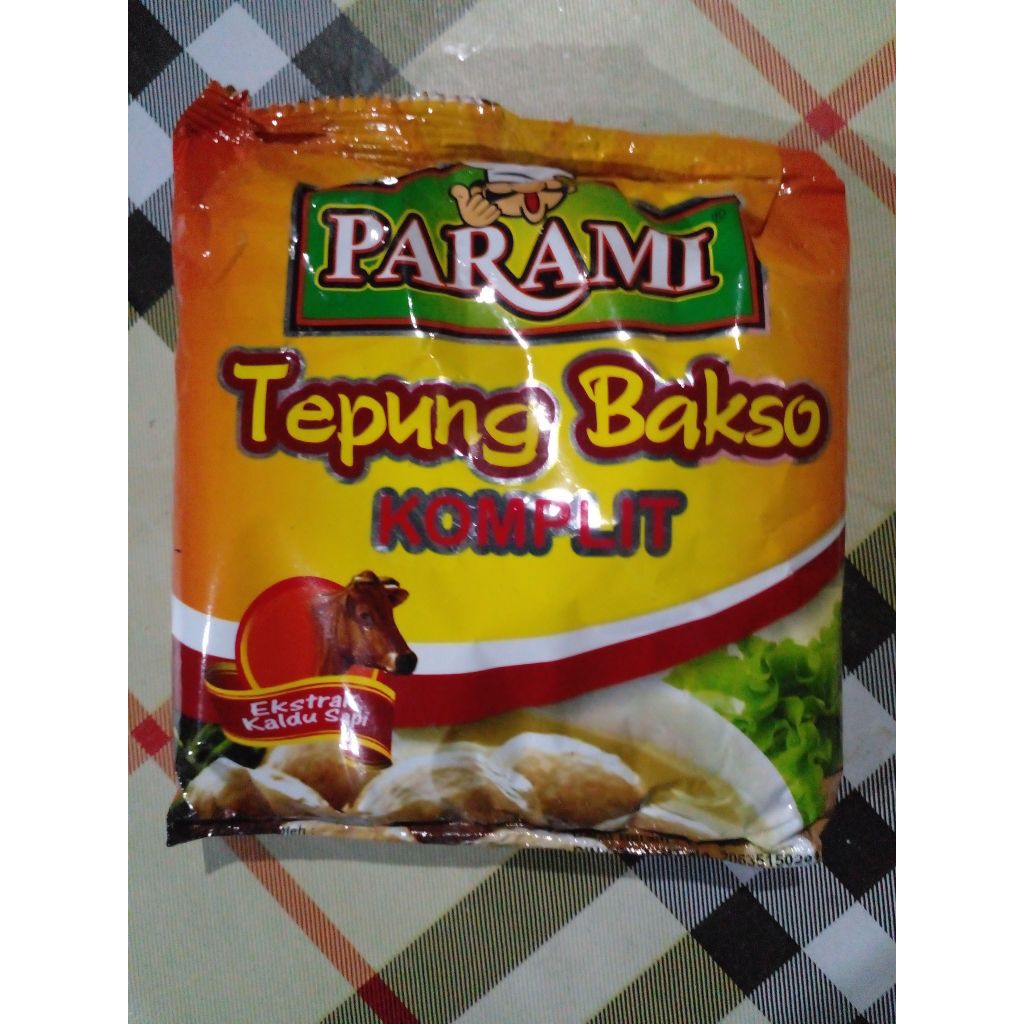 PARAMI
Tepung Bakso
KOMPLIT
Ekstrak
Kaldu Sapi